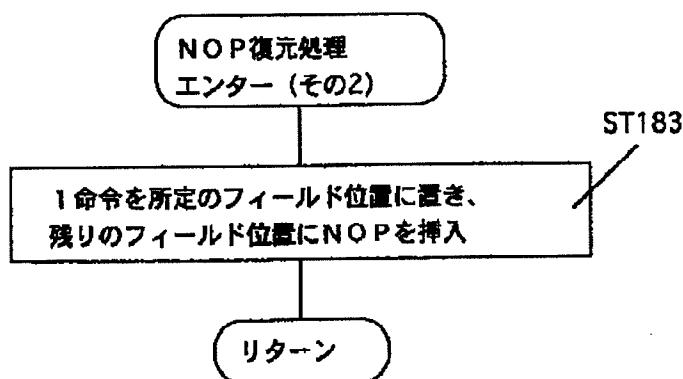 NOP復元処理
エンター（その2）
ST183
1命令を所定のフィールド位置に置き、
残りのフィールド位置にNOPを挿入
リターン